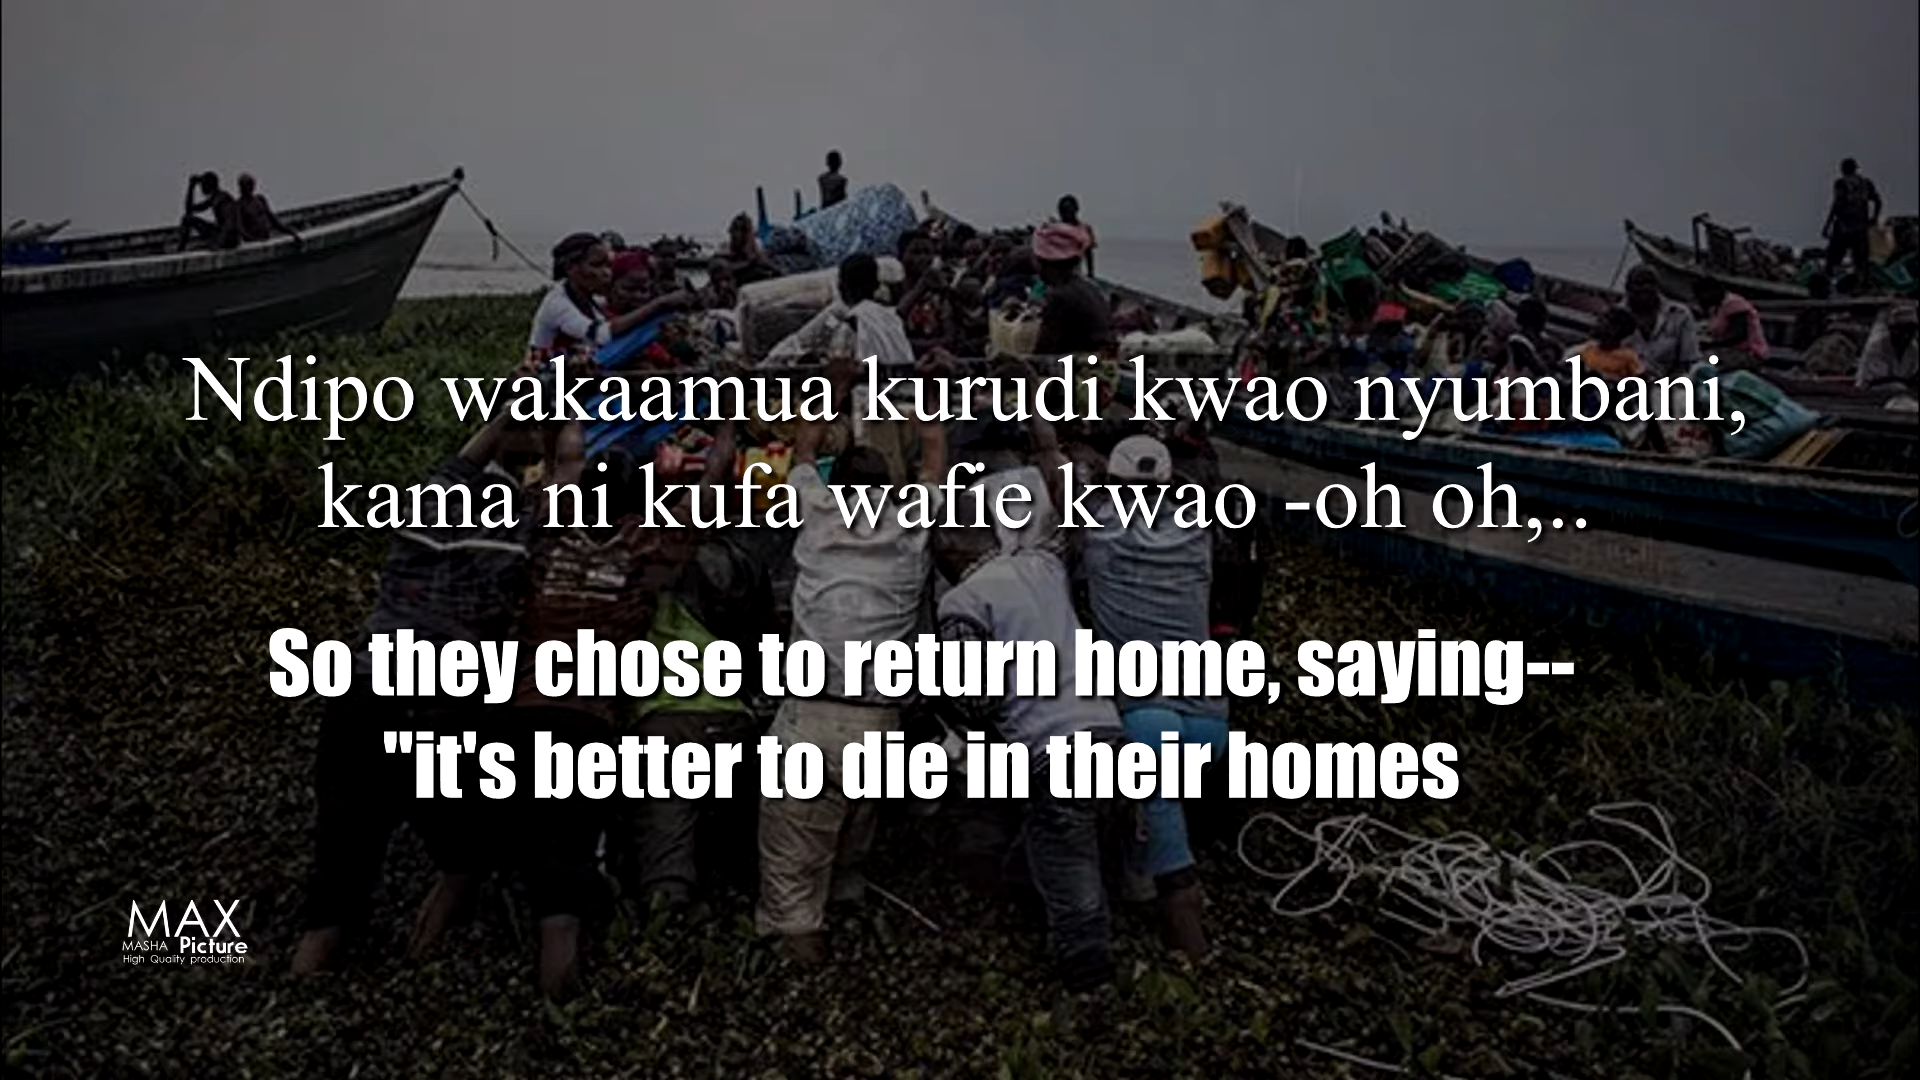 Ndipo wakaamua kurudi kwao nyumbani,
kama ni kufa wafie kwao -oh oh,..
So they chose to return home, saying--
"it's better to die in their homes
MAX
MASHA Picture
High Quality production